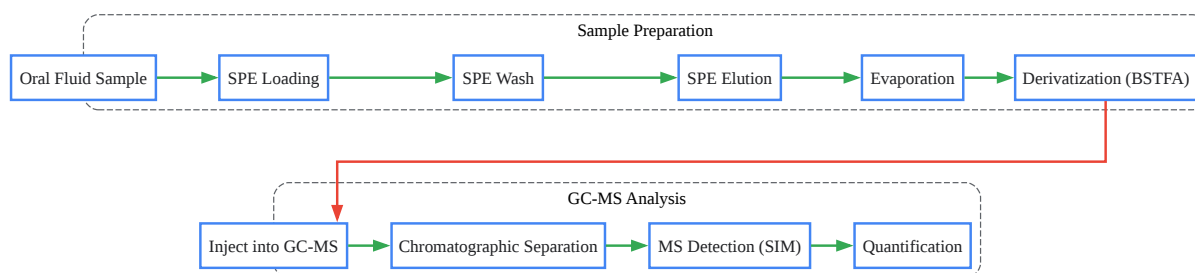 Sample Preparation
Oral Fluid Sample
SPE Loading
SPE Wash
SPE Elution
Evaporation
Derivatization (BSTFA)
GC-MS Analysis
Inject into GC-MS
Chromatographic Separation
MS Detection (SIM)
Quantification